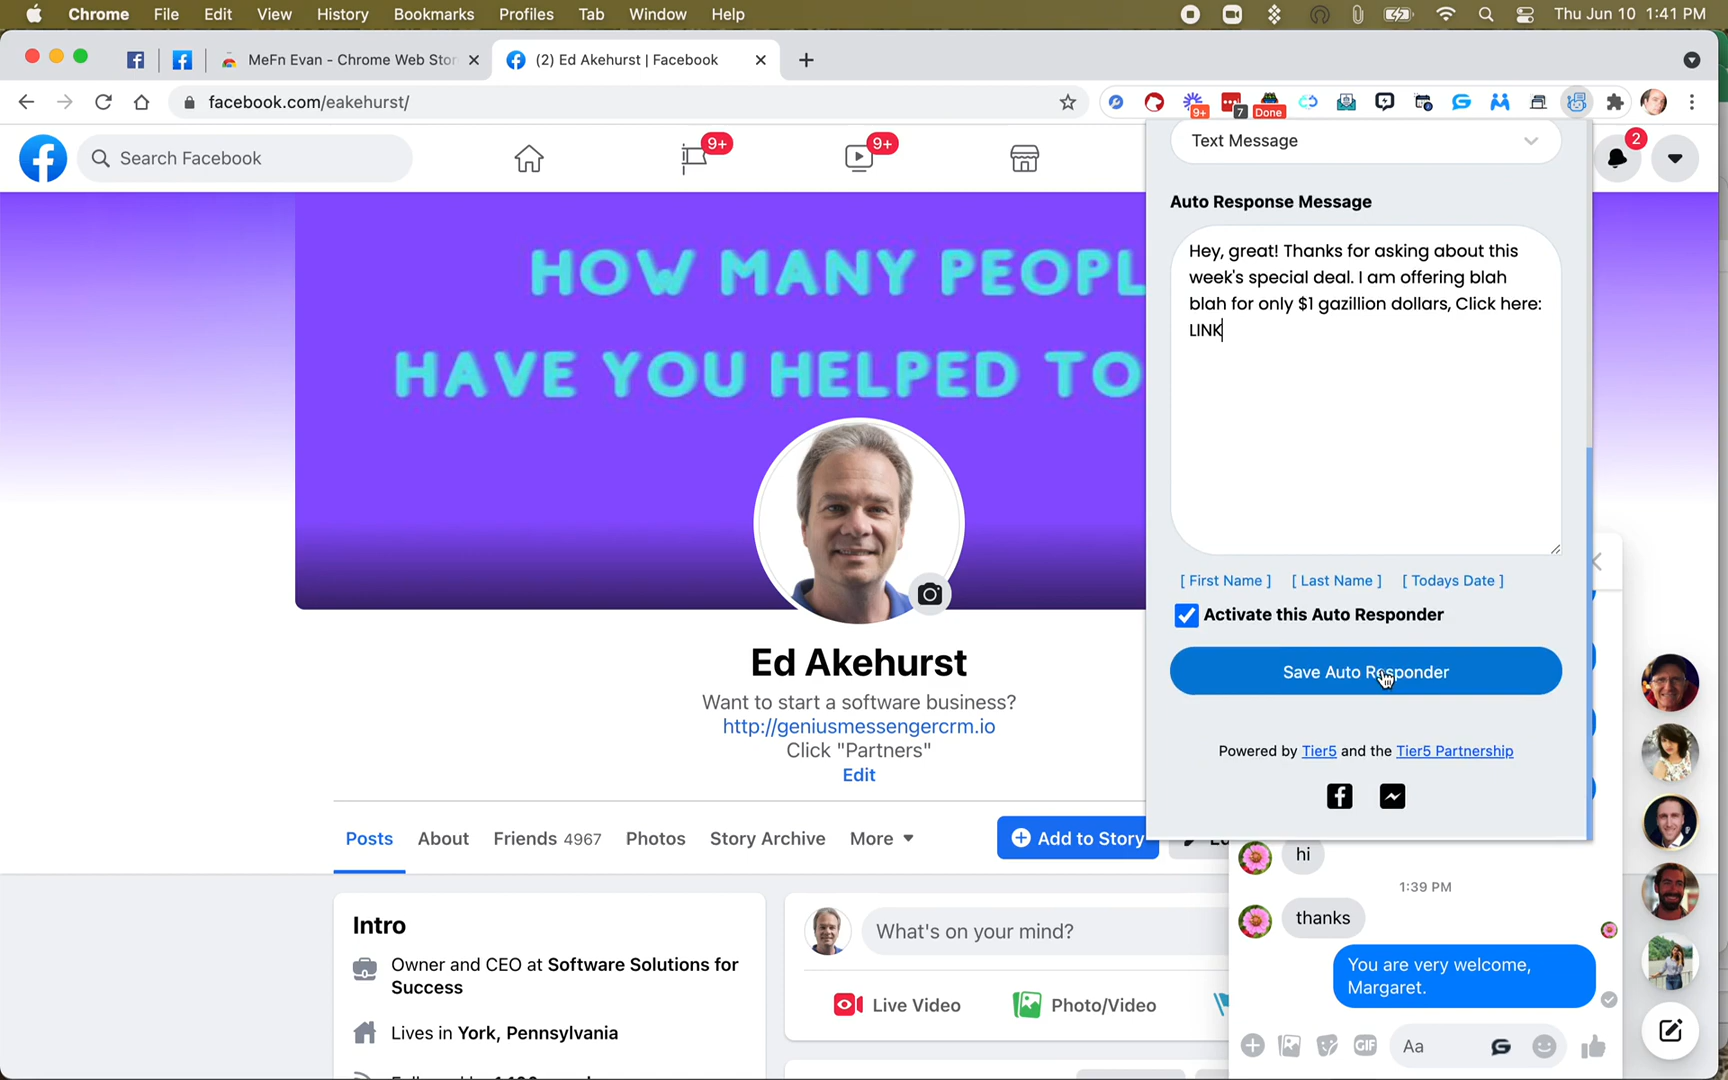 Chrome File Edit View History Bookmarks Profiles Tab Window Help Thu Jun 10 1:41 PM
MeFn Evan - Chrome Web Stor
(2) Ed Akehurst | Facebook
facebook.com/eakehurst/
9+
7
Done
Search Facebook
9+
9+
2
HOW MANY PEOPL
HAVE YOU HELPED TO
Ed Akehurst
Want to start a software business?
http://geniusmessengercrm.io
Click "Partners"
Edit
Posts About Friends 4967 Photos Story Archive More
Add to Story
Intro
Owner and CEO at Software Solutions for
Success
Lives in York, Pennsylvania
What's on your mind?
Live Video
Photo/Video
Text Message
Auto Response Message
Hey, great! Thanks for asking about this
week's special deal. I am offering blah
blah for only $1 gazillion dollars, Click here:
LINK
[ First Name ] [ Last Name ] [ Todays Date ]
Activate this Auto Responder
Save Auto Responder
Powered by Tier5 and the Tier5 Partnership
hi
1:39 PM
thanks
You are very welcome,
Margaret.
GIF
Aa